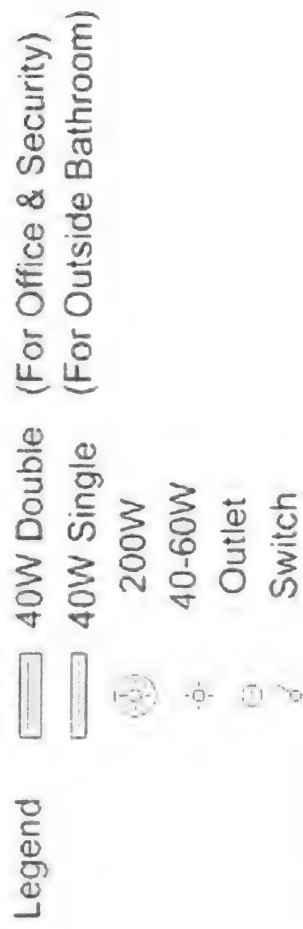 Legend
40W Double (For Office & Security)
40W Single (For Outside Bathroom)
200W
40-60W
Outlet
Switch